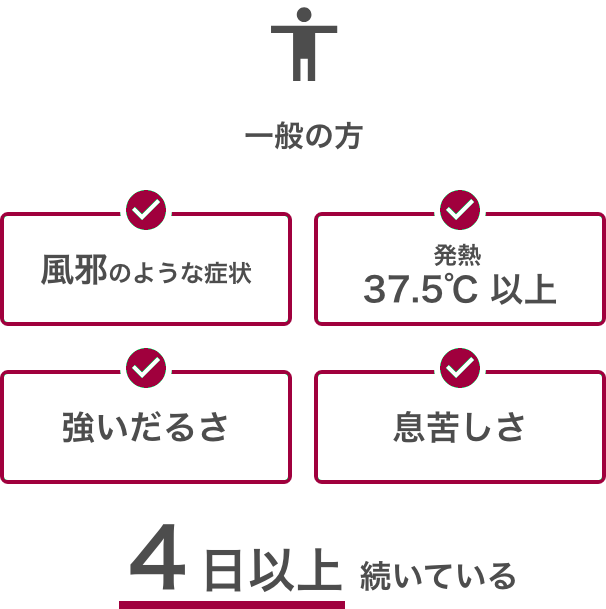 一般の方
風邪のような症状
発熱
37.5℃ 以上
強いだるさ
息苦しさ
4日以上 続いている